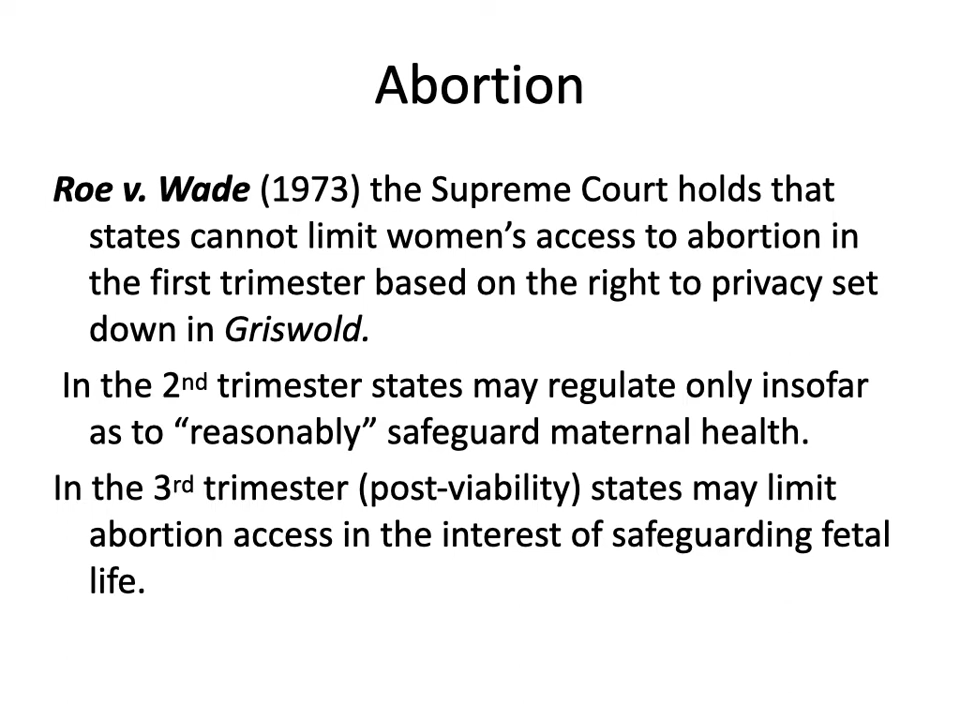 Abortion
Roe v. Wade (1973) the Supreme Court holds that
states cannot limit women’s access to abortion in
the first trimester based on the right to privacy set
down in Griswold.
In the 2nd trimester states may regulate only insofar
as to “reasonably” safeguard maternal health.
In the 3rd trimester (post-viability) states may limit
abortion access in the interest of safeguarding fetal
life.